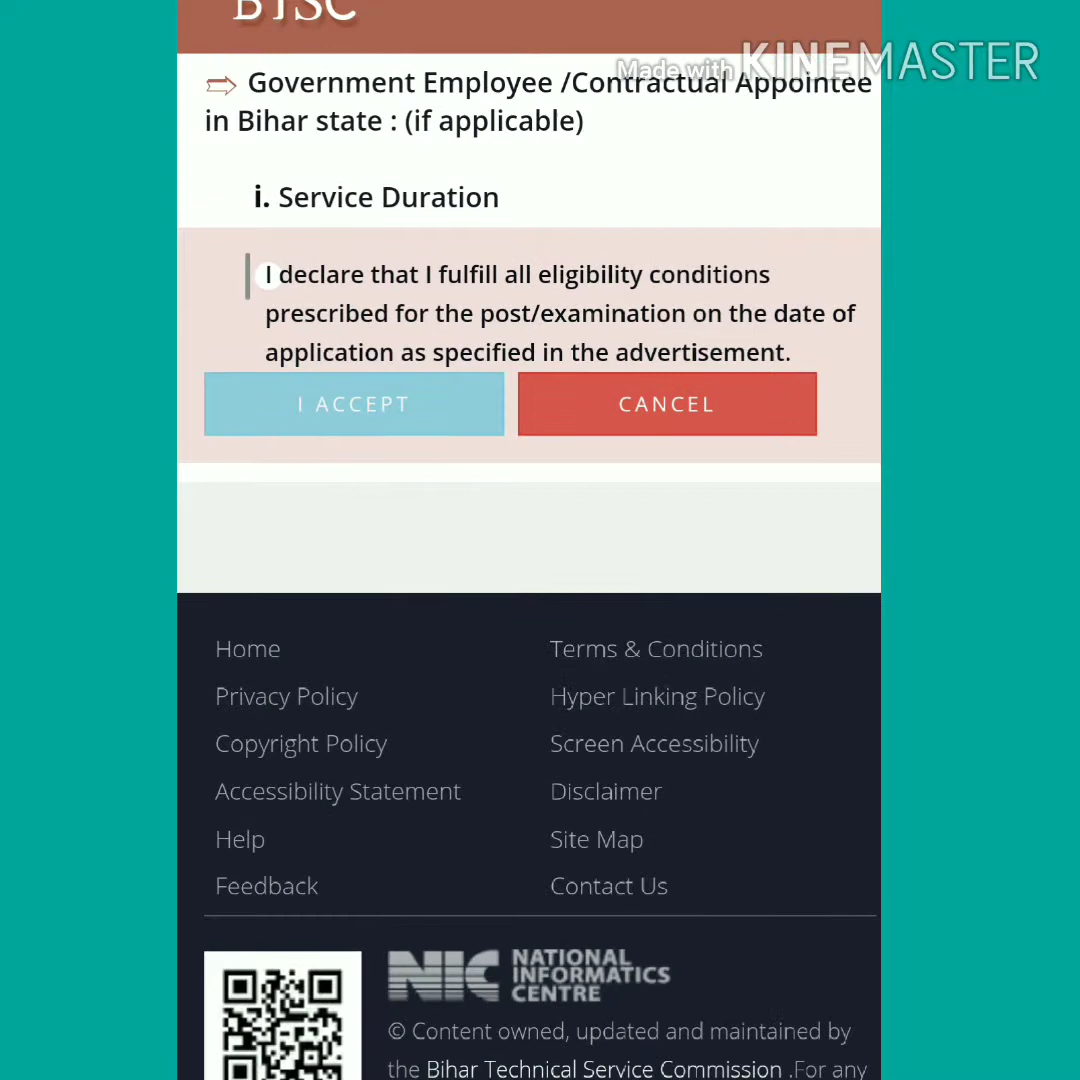 BTSC
Made with KINEMASTER
⇨ Government Employee /Contractual Appointee
in Bihar state : (if applicable)
i. Service Duration
I declare that I fulfill all eligibility conditions
prescribed for the post/examination on the date of
application as specified in the advertisement.
I ACCEPT CANCEL
Home Terms & Conditions
Privacy Policy Hyper Linking Policy
Copyright Policy Screen Accessibility
Accessibility Statement Disclaimer
Help Site Map
Feedback Contact Us
NIC NATIONAL
INFORMATICS
CENTRE
© Content owned, updated and maintained by
the Bihar Technical Service Commission .For any